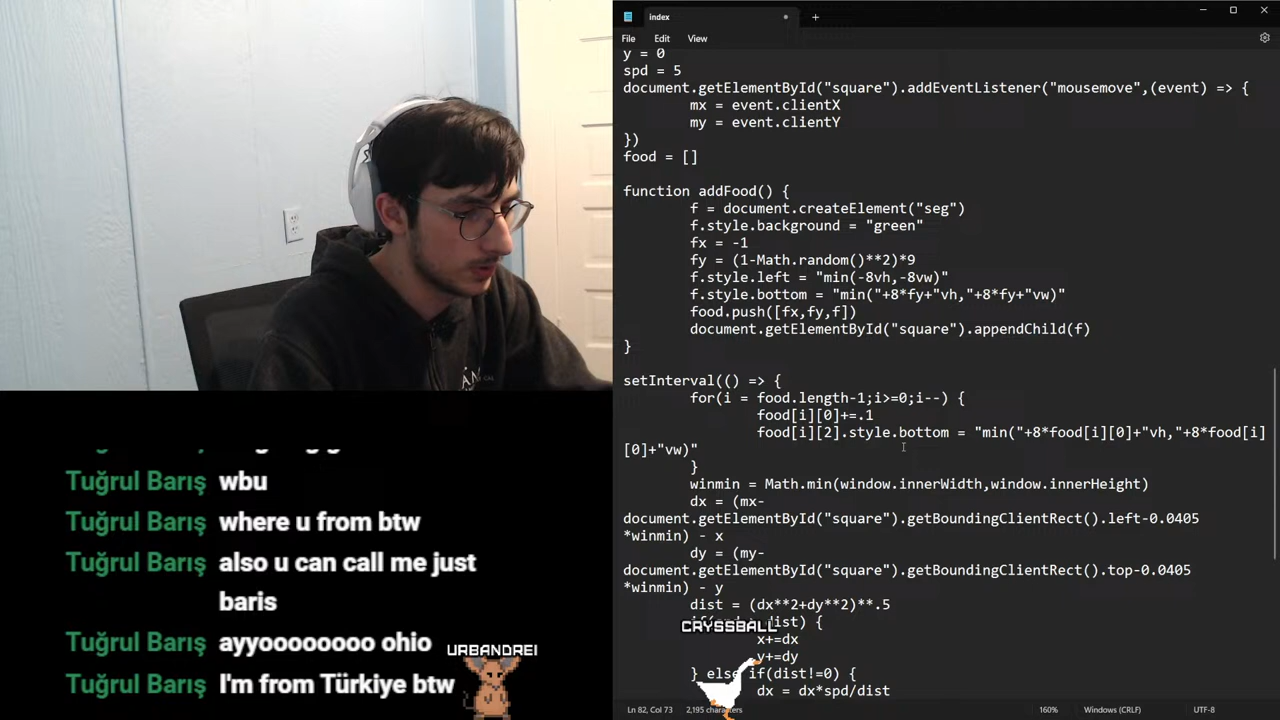 index
File Edit View
y = 0
spd = 5
document.getElementById("square").addEventListener("mousemove",(event) => {
mx = event.clientX
my = event.clientY
})
food = []
function addFood() {
f = document.createElement("seg")
f.style.background = "green"
fx = -1
fy = (1-Math.random()**2)*9
f.style.left = "min(-8vh,-8vw)"
f.style.bottom = "min("+8*fy+"vh,"+8*fy+"vw)"
food.push([fx,fy,f])
document.getElementById("square").appendChild(f)
}
setInterval(() => {
for(i = food.length-1;i>=0;i--) {
food[i][0]+=.1
food[i][2].style.bottom = "min("+8*food[i][0]+"vh,"+8*food[i]
[0]+"vw)"
}
winmin = Math.min(window.innerWidth,window.innerHeight)
dx = (mx-
document.getElementById("square").getBoundingClientRect().left-0.0405
*winmin) - x
dy = (my-
document.getElementById("square").getBoundingClientRect().top-0.0405
*winmin) - y
dist = (dx**2+dy**2)**.5
dist) {
x+=dx
y+=dy
} else if(dist!=0) {
dx = dx*spd/dist
Ln 82, Col 73 2,195 characters 160% Windows (CRLF) UTF-8
Tuğrul Barış wbu
Tuğrul Barış where u from btw
Tuğrul Barış also u can call me just
baris
Tuğrul Barış ayyoooooooo ohio
Tuğrul Barış I'm from Türkiye btw
URBANDREI
CRYSSBALL